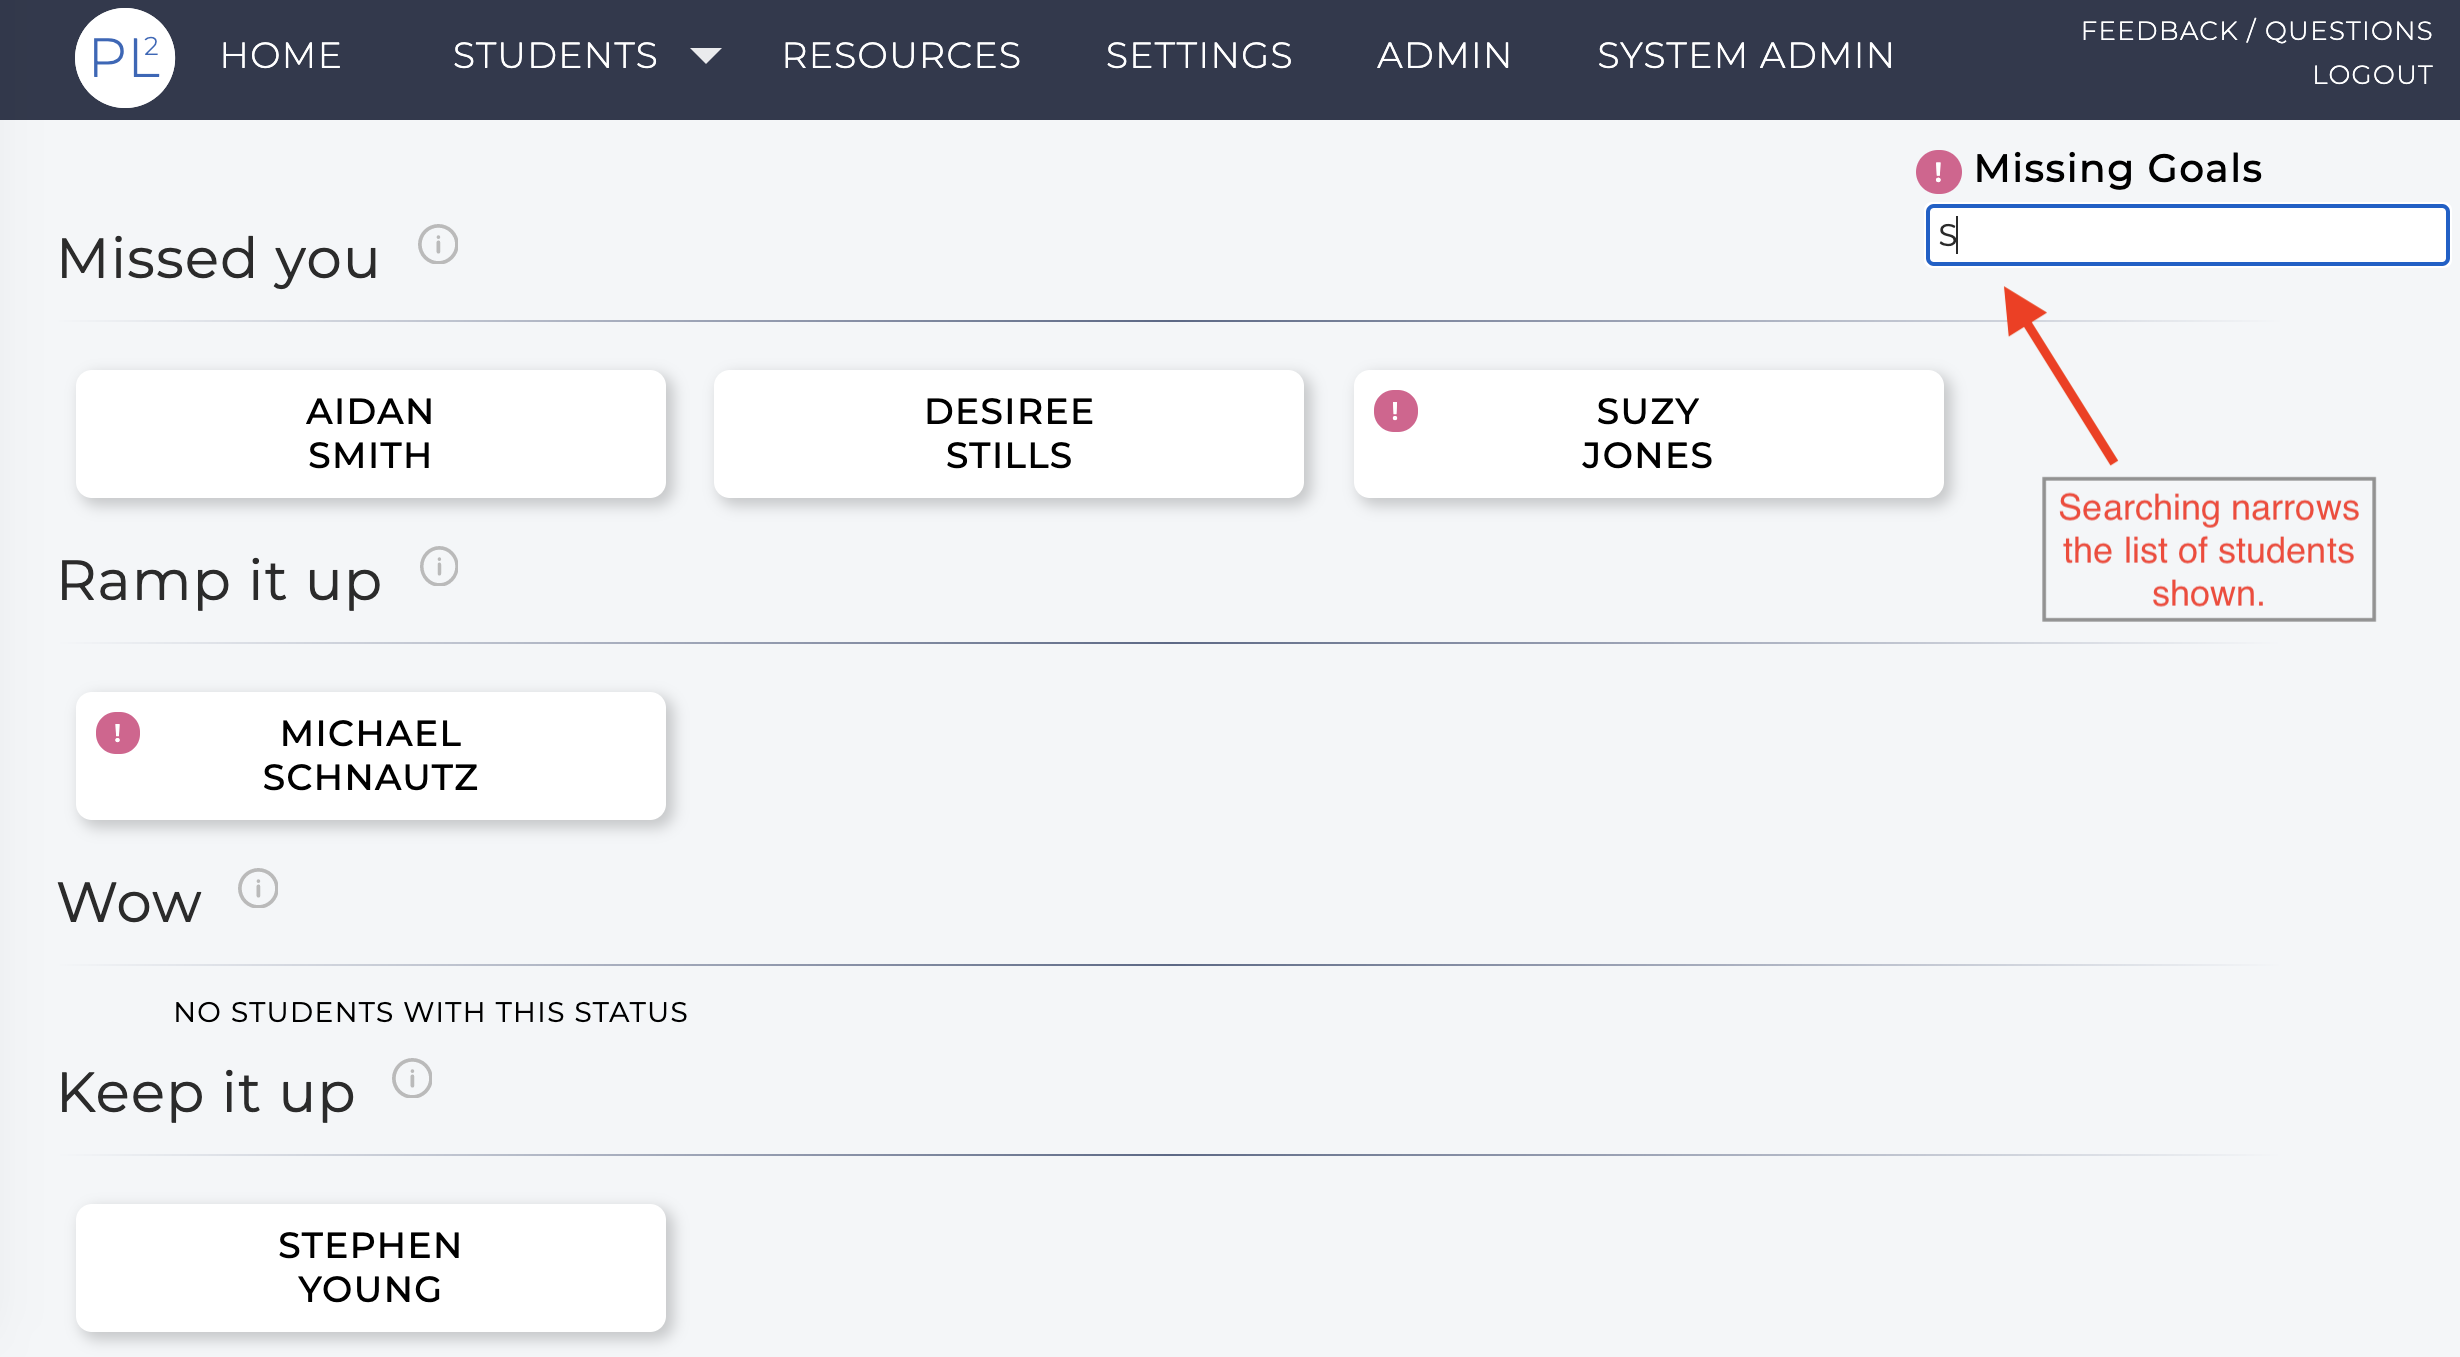 PL²
HOME
STUDENTS
RESOURCES
SETTINGS
ADMIN
SYSTEM ADMIN
FEEDBACK / QUESTIONS
LOGOUT
! Missing Goals
S
Missed you i
AIDAN
SMITH
DESIREE
STILLS
!
SUZY
JONES
Searching narrows
the list of students
shown.
Ramp it up i
!
MICHAEL
SCHNAUTZ
Wow i
NO STUDENTS WITH THIS STATUS
Keep it up i
STEPHEN
YOUNG